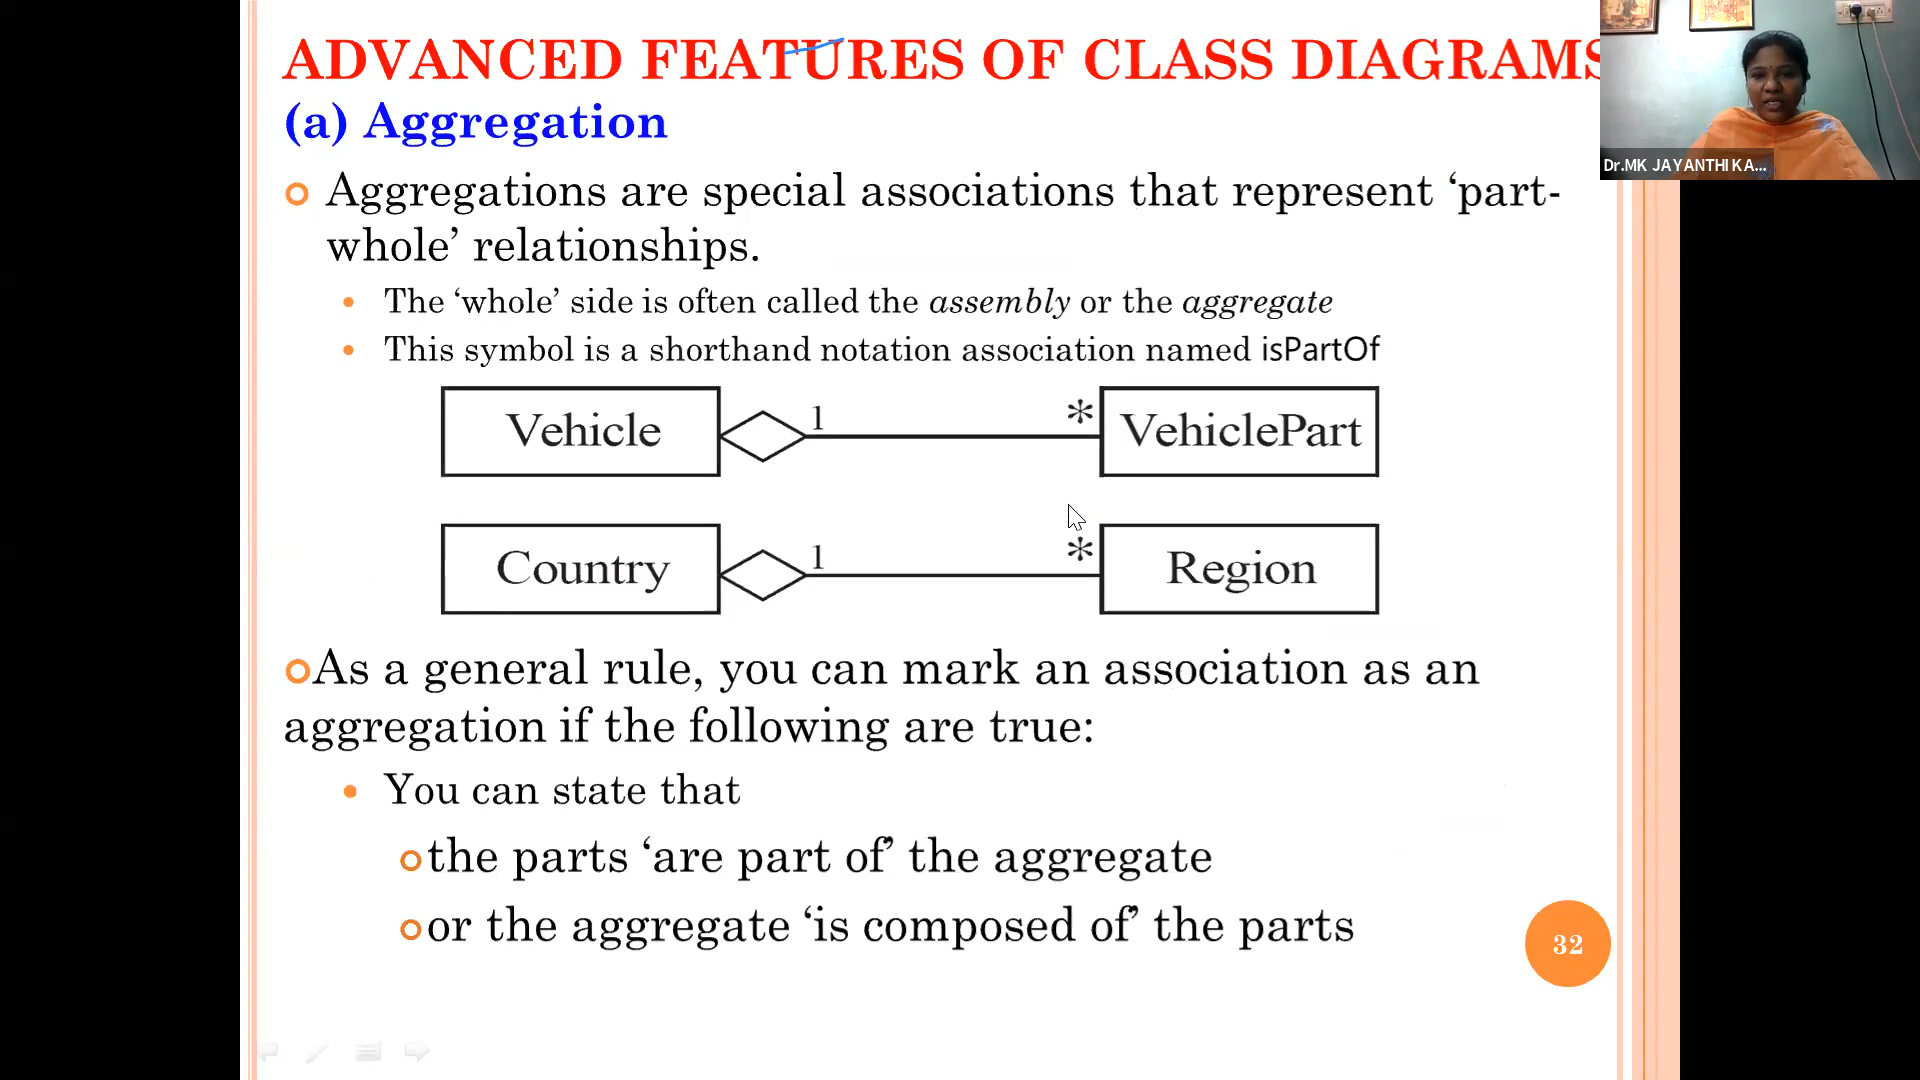 ADVANCED FEATURES OF CLASS DIAGRAMS
(a) Aggregation
Aggregations are special associations that represent ‘part-
whole’ relationships.
The ‘whole’ side is often called the assembly or the aggregate
This symbol is a shorthand notation association named isPartOf
Vehicle 1 * VehiclePart
Country 1 * Region
As a general rule, you can mark an association as an
aggregation if the following are true:
You can state that
the parts ‘are part of’ the aggregate
or the aggregate ‘is composed of’ the parts
32
Dr.MK JAYANTHI KA...